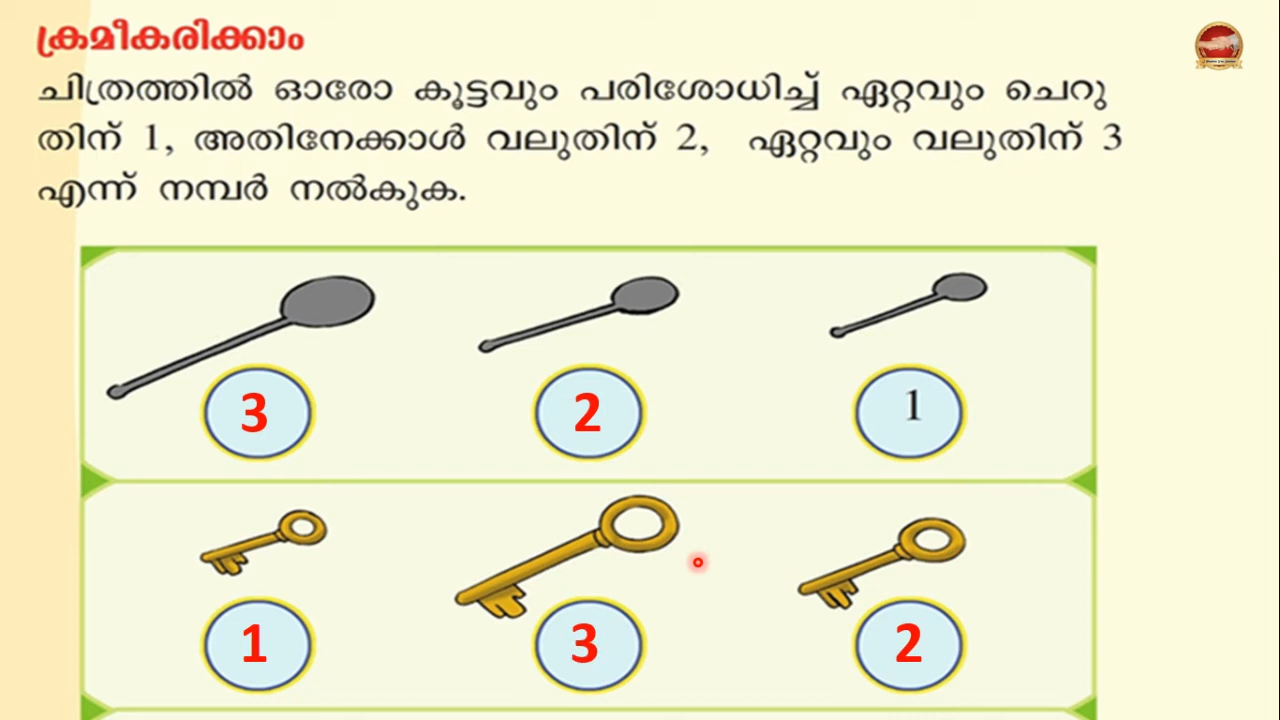 ക്രമീകരിക്കാം
ചിത്രത്തിൽ ഓരോ കൂട്ടവും പരിശോധിച്ച് ഏറ്റവും ചെറു
തിന് 1, അതിനേക്കാൾ വലുതിന് 2, ഏറ്റവും വലുതിന് 3
എന്ന് നമ്പർ നൽകുക.
3 2 1
1 3 2